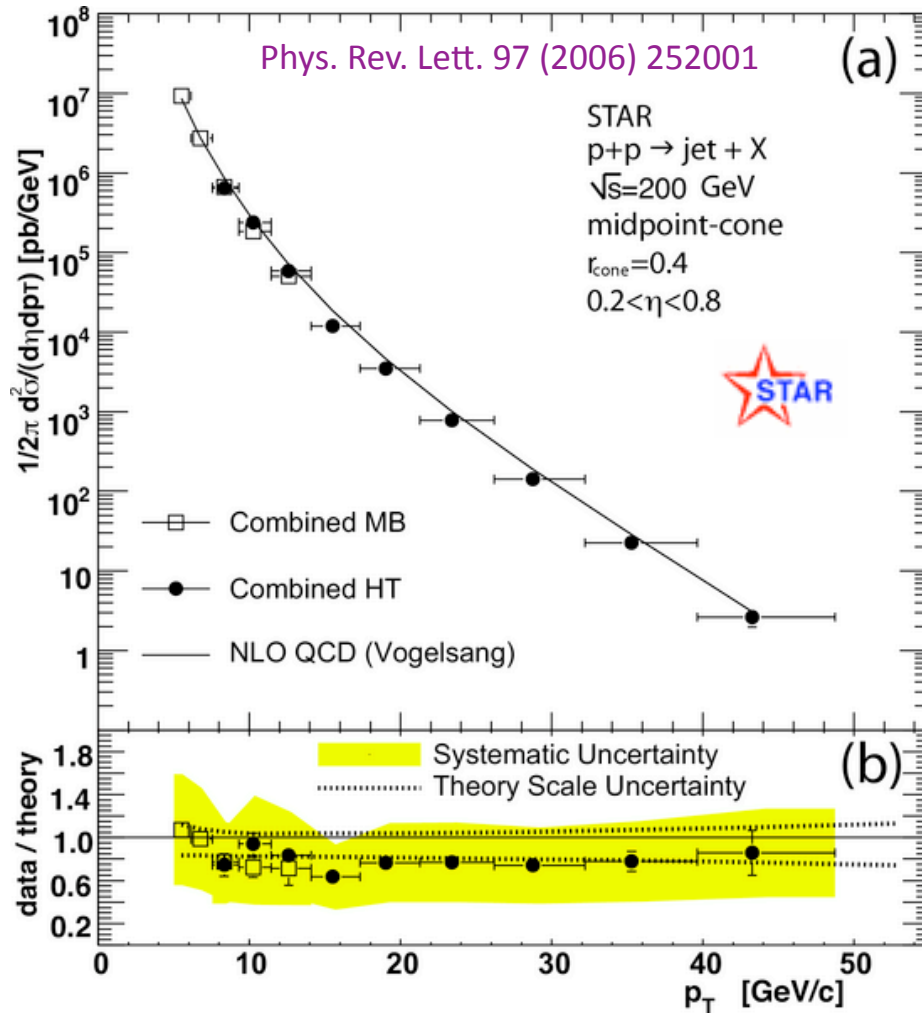 Phys. Rev. Lett. 97 (2006) 252001
(a)
STAR
p+p → jet + X
√s=200 GeV
midpoint-cone
r_cone=0.4
0.2<η<0.8
STAR
1/2π d²σ/(dηdp_T) [pb/GeV]
10⁸
10⁷
10⁶
10⁵
10⁴
10³
10²
10
1
Combined MB
Combined HT
NLO QCD (Vogelsang)
(b)
Systematic Uncertainty
Theory Scale Uncertainty
data / theory
1.8
1.4
1.0
0.6
0.2
0 10 20 30 40 50
p_T [GeV/c]